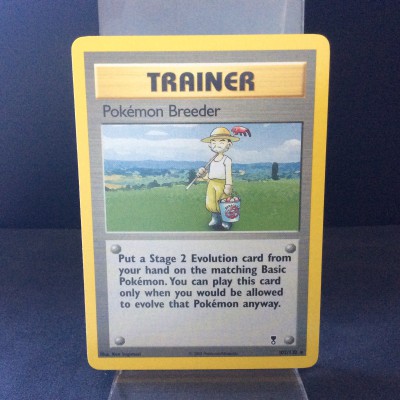 TRAINER
Pokémon Breeder
Put a Stage 2 Evolution card from
your hand on the matching Basic
Pokémon. You can play this card
only when you would be allowed
to evolve that Pokémon anyway.